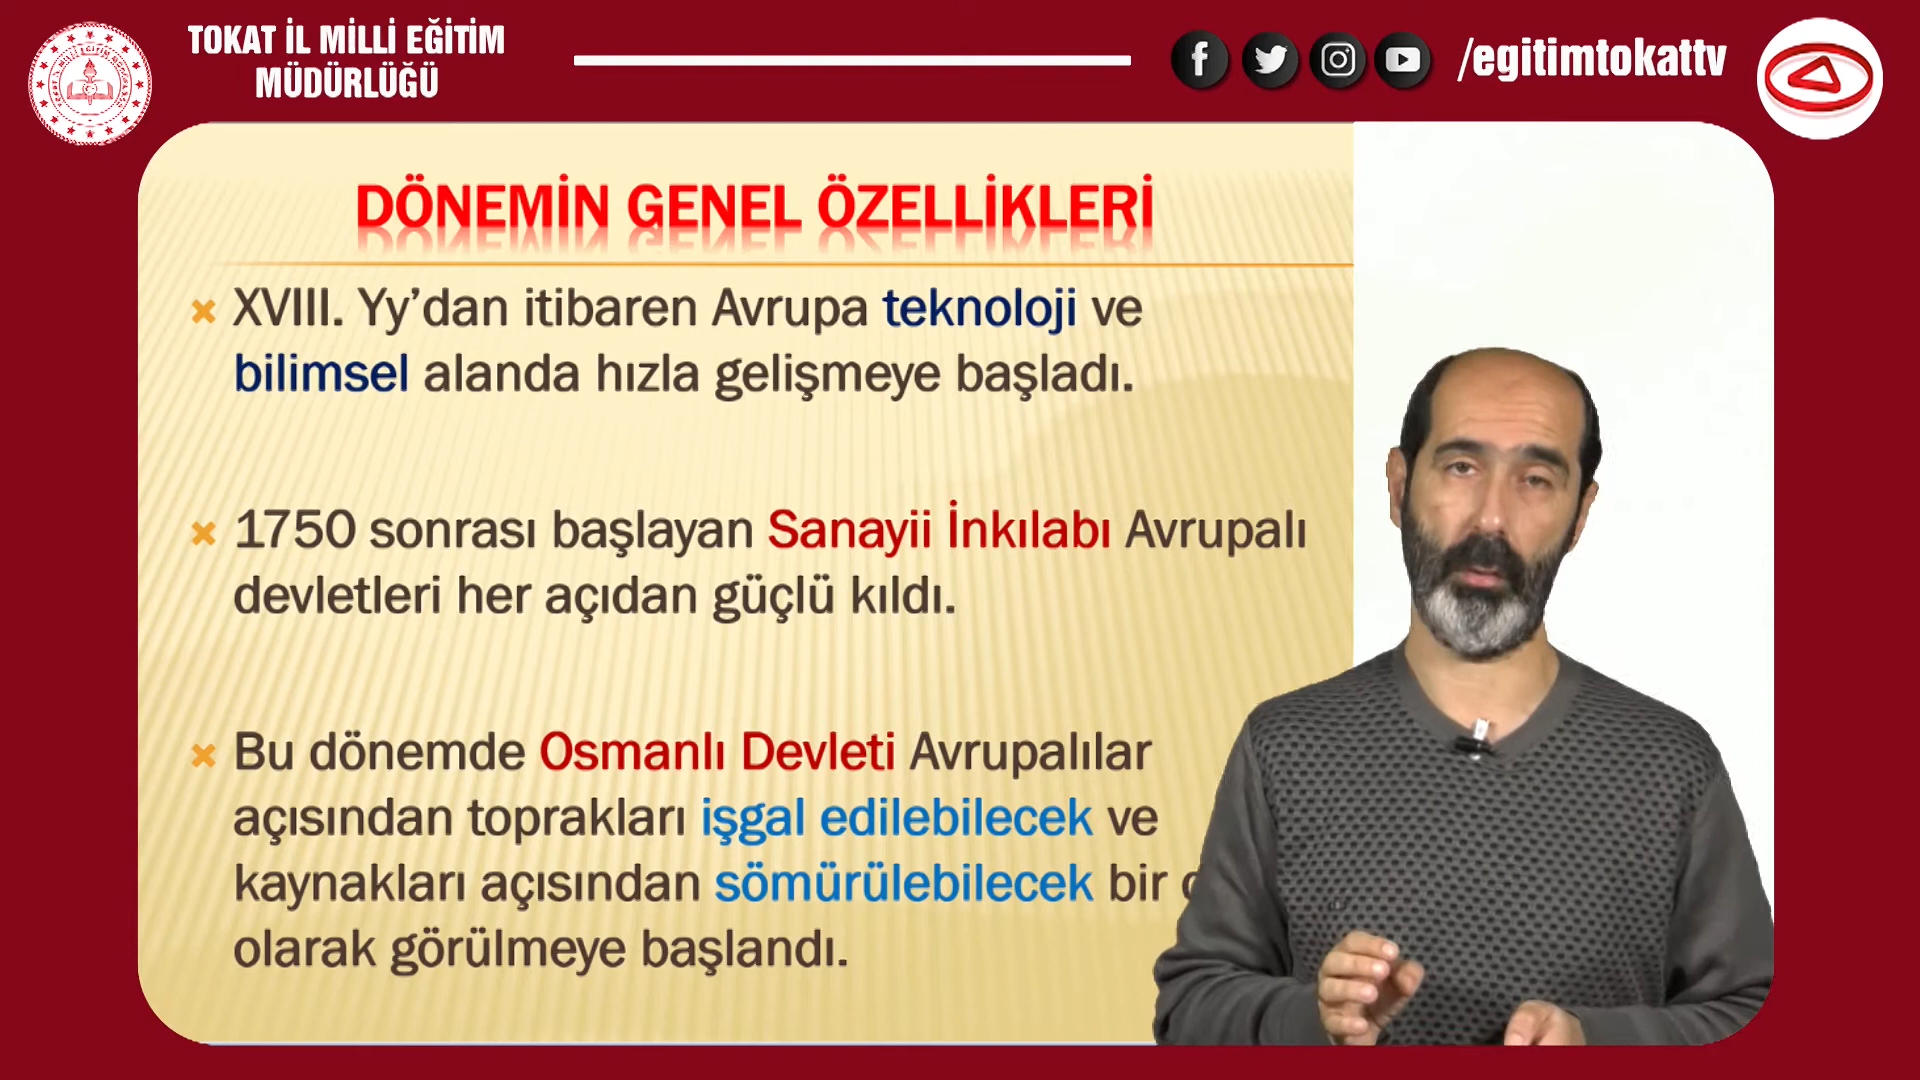 TOKAT İL MİLLİ EĞİTİM
MÜDÜRLÜĞÜ
/egitimtokattv
DÖNEMİN GENEL ÖZELLİKLERİ
XVIII. Yy’dan itibaren Avrupa teknoloji ve
bilimsel alanda hızla gelişmeye başladı.
1750 sonrası başlayan Sanayii İnkılabı Avrupalı
devletleri her açıdan güçlü kıldı.
Bu dönemde Osmanlı Devleti Avrupalılar
açısından toprakları işgal edilebilecek ve
kaynakları açısından sömürülebilecek bir
olarak görülmeye başlandı.